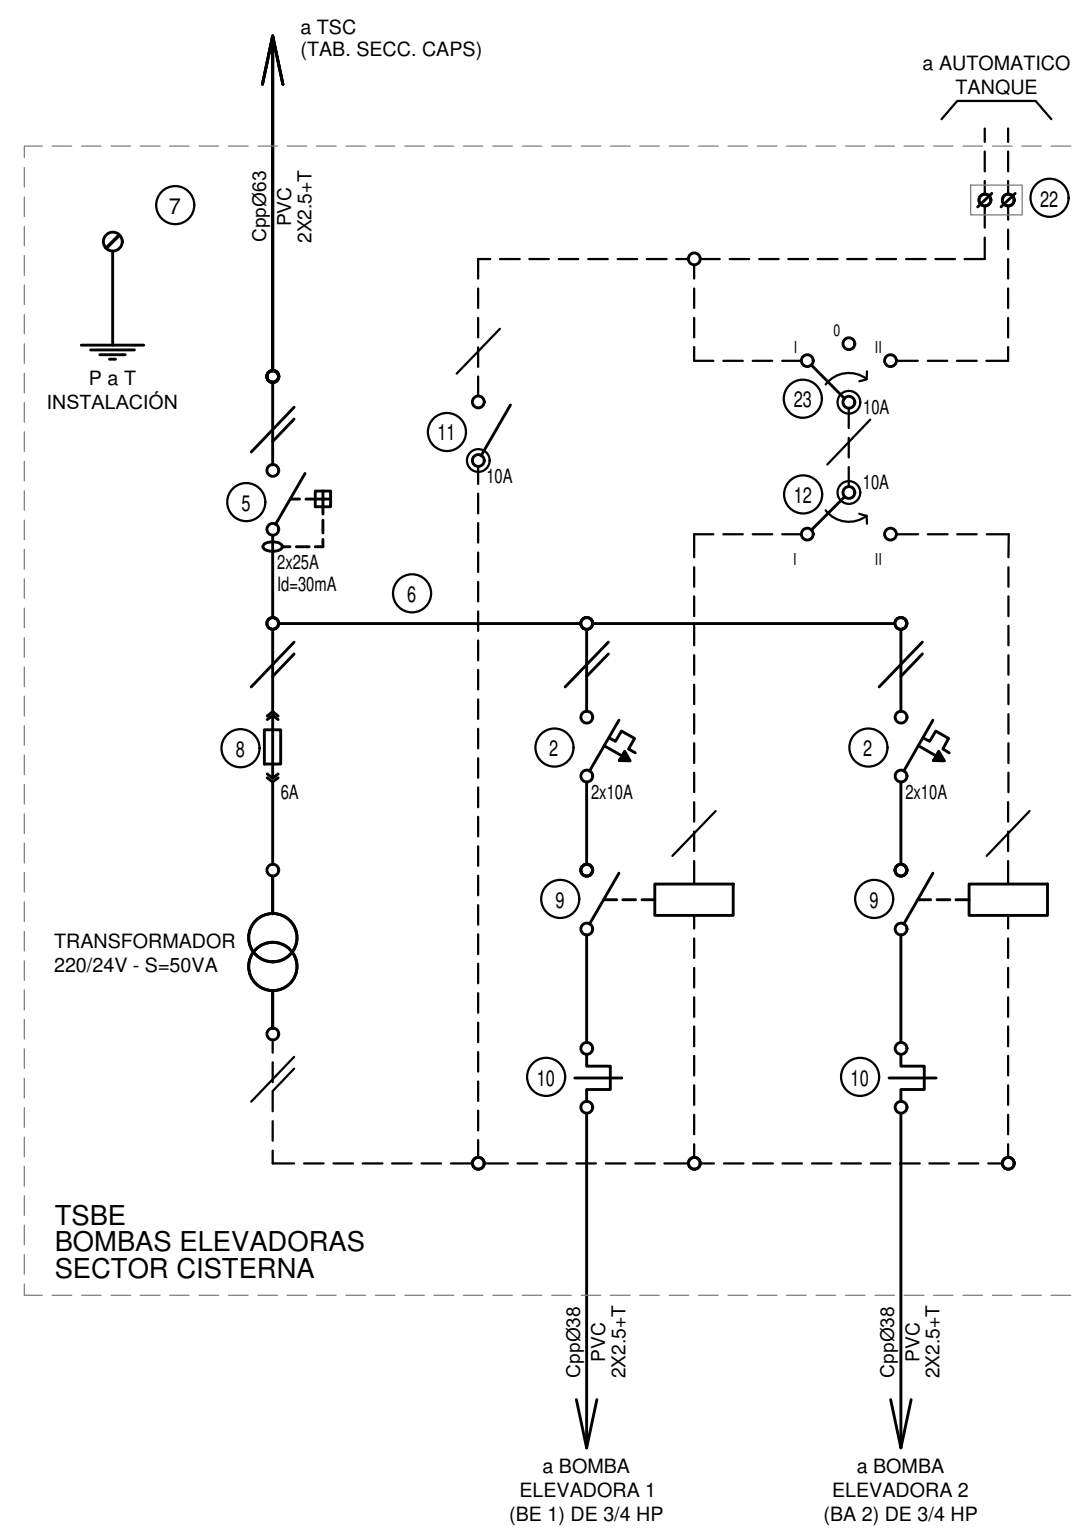 a TSC
(TAB. SECC. CAPS)
a AUTOMATICO
TANQUE
CppØ63
PVC
2X2.5+T
7
22
P a T
INSTALACIÓN
0
I
II
23
10A
11
10A
12
10A
I
II
5
2x25A
Id=30mA
6
8
6A
2
2x10A
2
2x10A
9
9
TRANSFORMADOR
220/24V - S=50VA
10
10
TSBE
BOMBAS ELEVADORAS
SECTOR CISTERNA
CppØ38
PVC
2X2.5+T
CppØ38
PVC
2X2.5+T
a BOMBA
ELEVADORA 1
(BE 1) DE 3/4 HP
a BOMBA
ELEVADORA 2
(BA 2) DE 3/4 HP